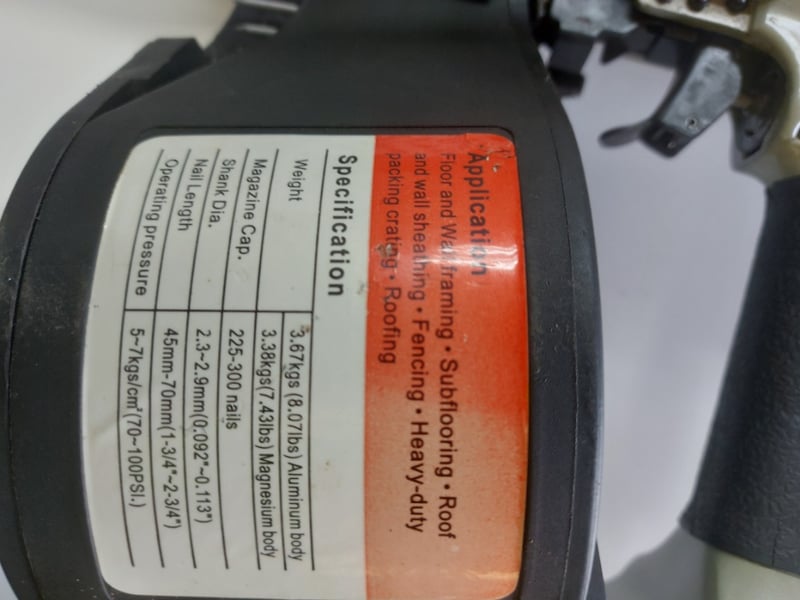 Application
Floor and Wall framing • Subflooring • Roof
and wall sheathing • Fencing • Heavy-duty
packing crating • Roofing
Specification
Weight 3.67kgs (8.07lbs) Aluminum body
3.38kgs(7.43lbs) Magnesium body
Magazine Cap. 225-300 nails
Shank Dia. 2.3~2.9mm(0.092"~0.113")
Nail Length 45mm-70mm(1-3/4"~2-3/4")
Operating pressure 5~7kgs/cm²(70~100PSI.)